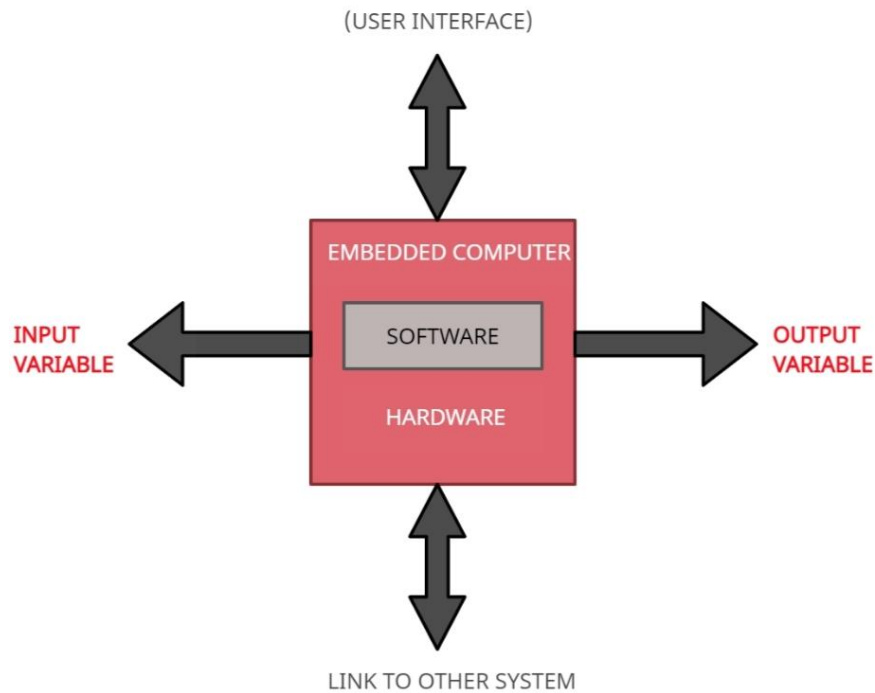 (USER INTERFACE)
EMBEDDED COMPUTER
SOFTWARE
HARDWARE
INPUT
VARIABLE
OUTPUT
VARIABLE
LINK TO OTHER SYSTEM